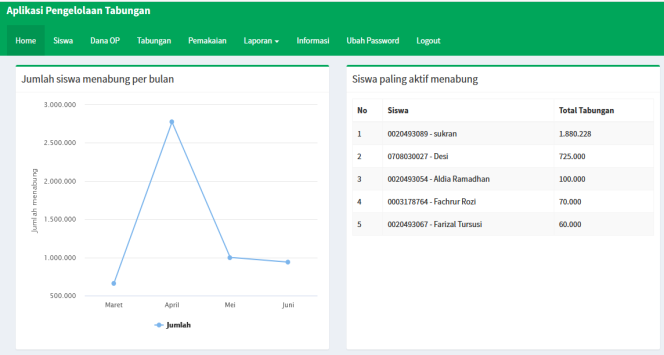 Aplikasi Pengelolaan Tabungan
Home Siswa Dana OP Tabungan Pemakaian Laporan Informasi Ubah Password Logout
Jumlah siswa menabung per bulan
3.000.000
2.500.000
2.000.000
1.500.000
1.000.000
500.000
Jumlah menabung
Maret April Mei Juni
Jumlah
Siswa paling aktif menabung
No Siswa Total Tabungan
1 0020493089 - sukran 1.880.228
2 0708030027 - Desi 725.000
3 0020493054 - Aldia Ramadhan 100.000
4 0003178764 - Fachrur Rozi 70.000
5 0020493067 - Farizal Tursusi 60.000